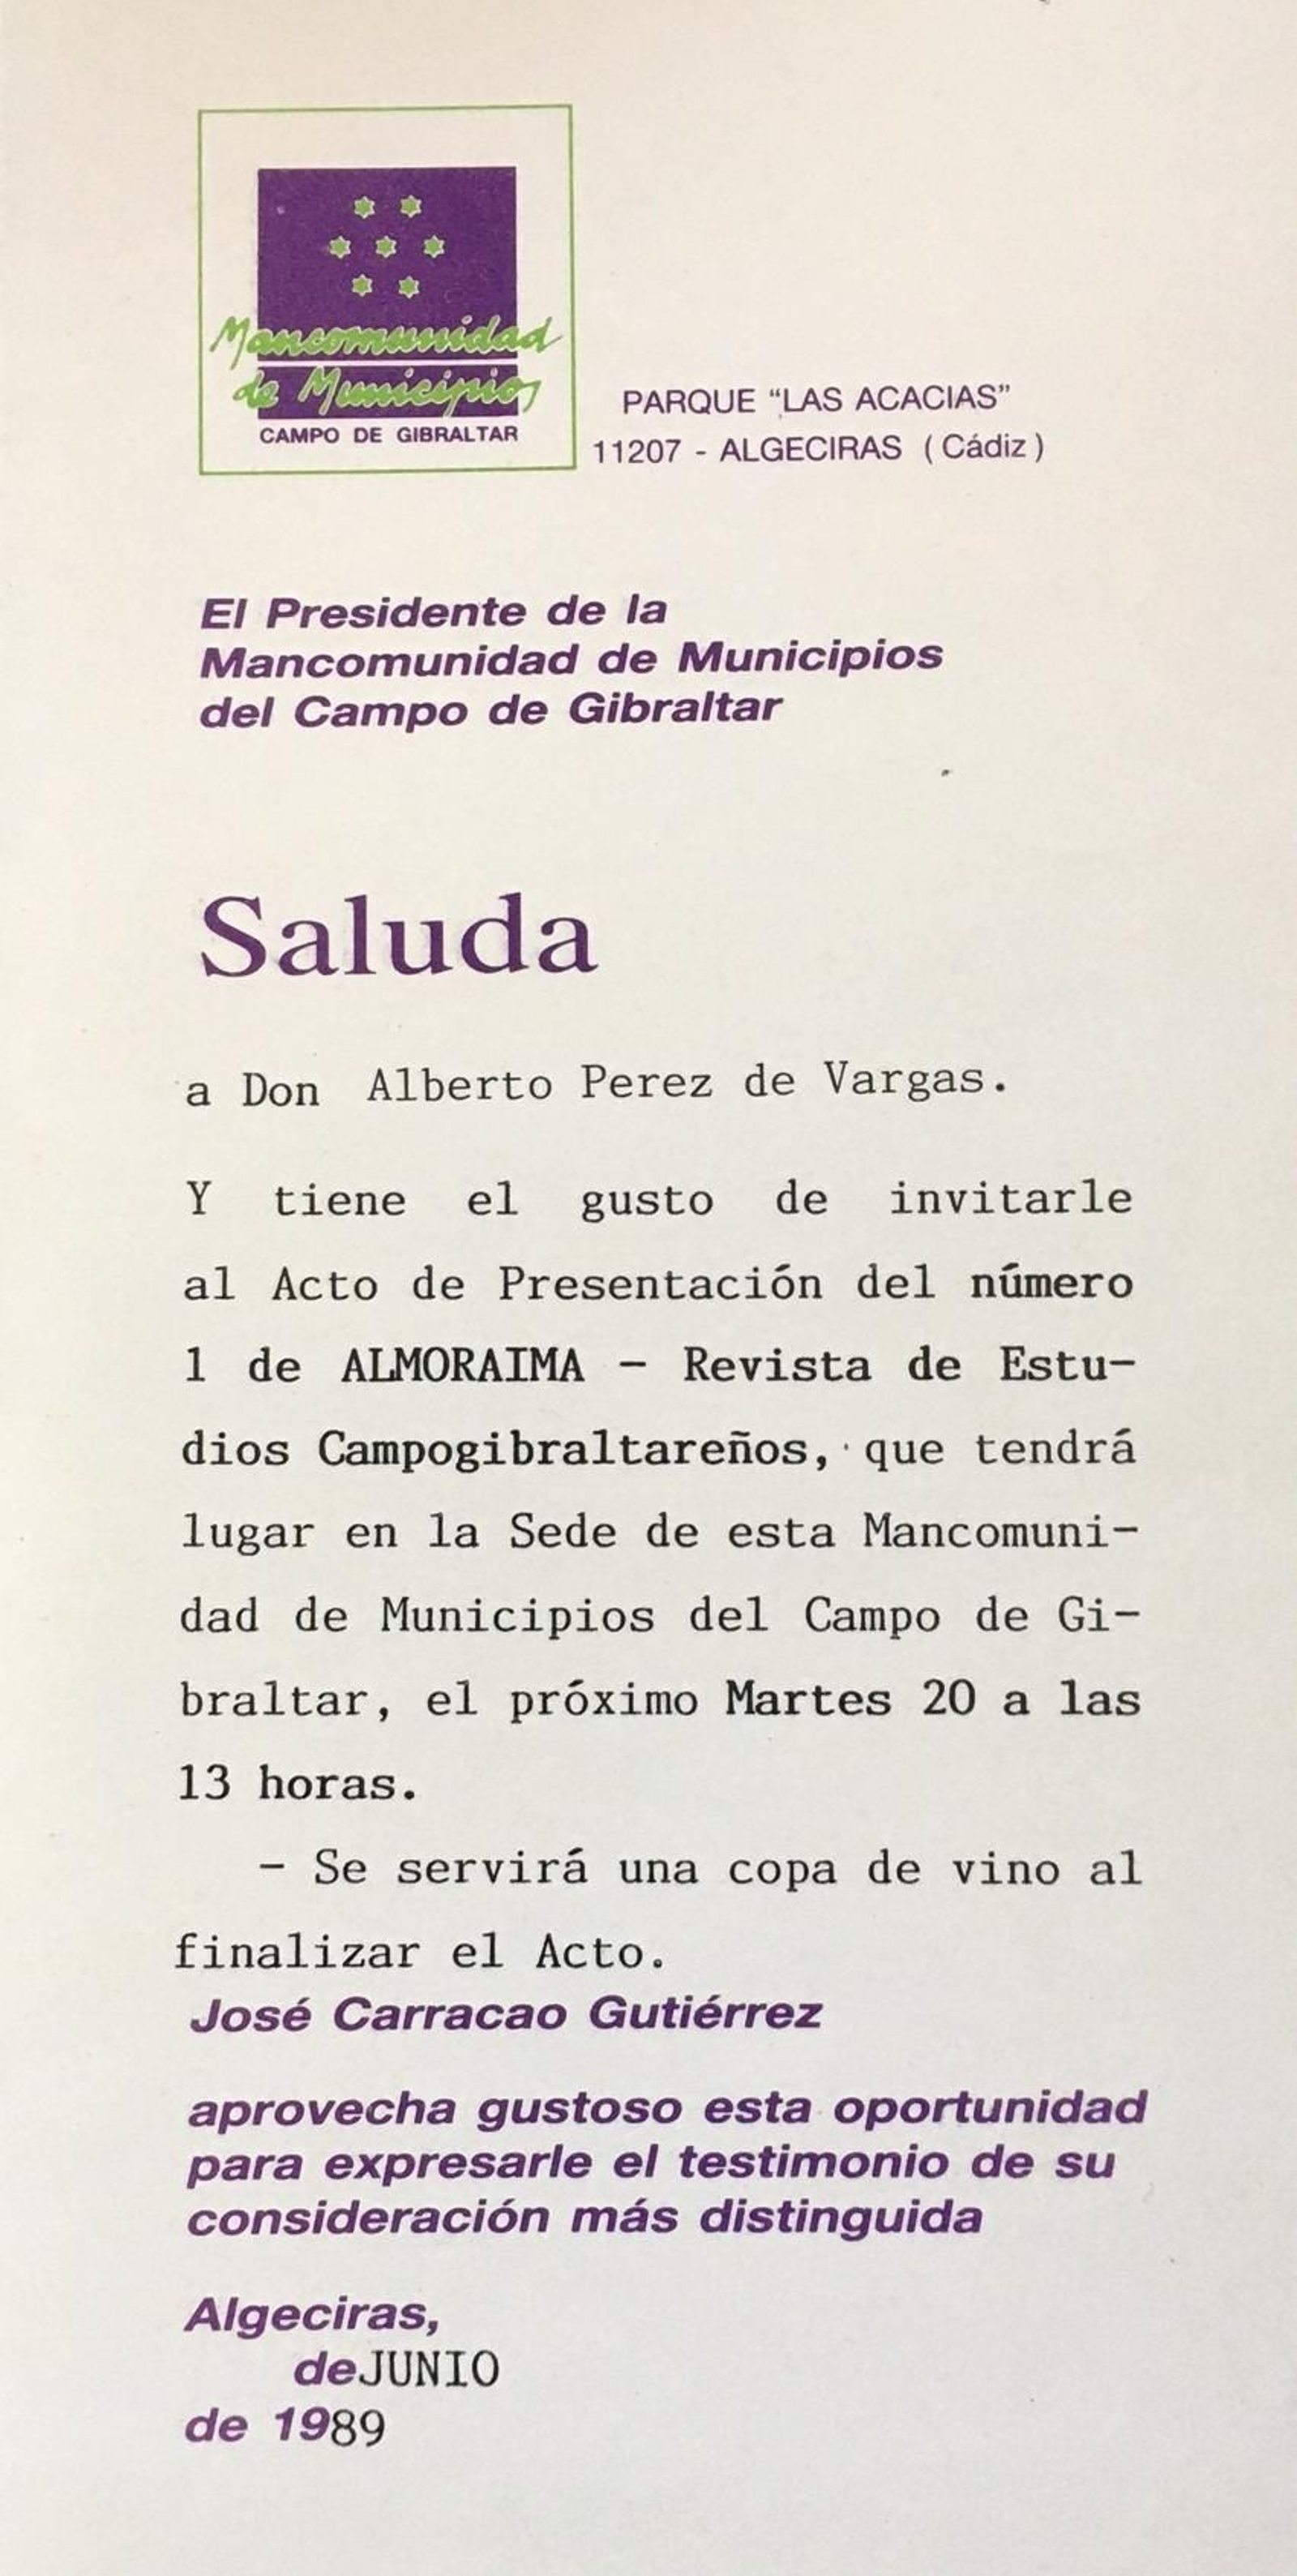 Mancomunidad
de Municipios
CAMPO DE GIBRALTAR
PARQUE “LAS ACACIAS”
11207 - ALGECIRAS (Cádiz)
El Presidente de la
Mancomunidad de Municipios
del Campo de Gibraltar
Saluda
a Don Alberto Perez de Vargas.
Y tiene el gusto de invitarle
al Acto de Presentación del número
1 de ALMORAIMA – Revista de Estu-
dios Campogibraltareños, que tendrá
lugar en la Sede de esta Mancomuni-
dad de Municipios del Campo de Gi-
braltar, el próximo Martes 20 a las
13 horas.
– Se servirá una copa de vino al
finalizar el Acto.
José Carracao Gutiérrez
aprovecha gustoso esta oportunidad
para expresarle el testimonio de su
consideración más distinguida
Algeciras,
de JUNIO
de 1989